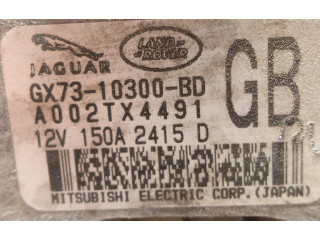 LAND
ROVER
JAGUAR
GB
GX73-10300-BD
A002TX4491
12V 150A 2415 D
MITSUBISHI ELECTRIC CORP. (JAPAN)